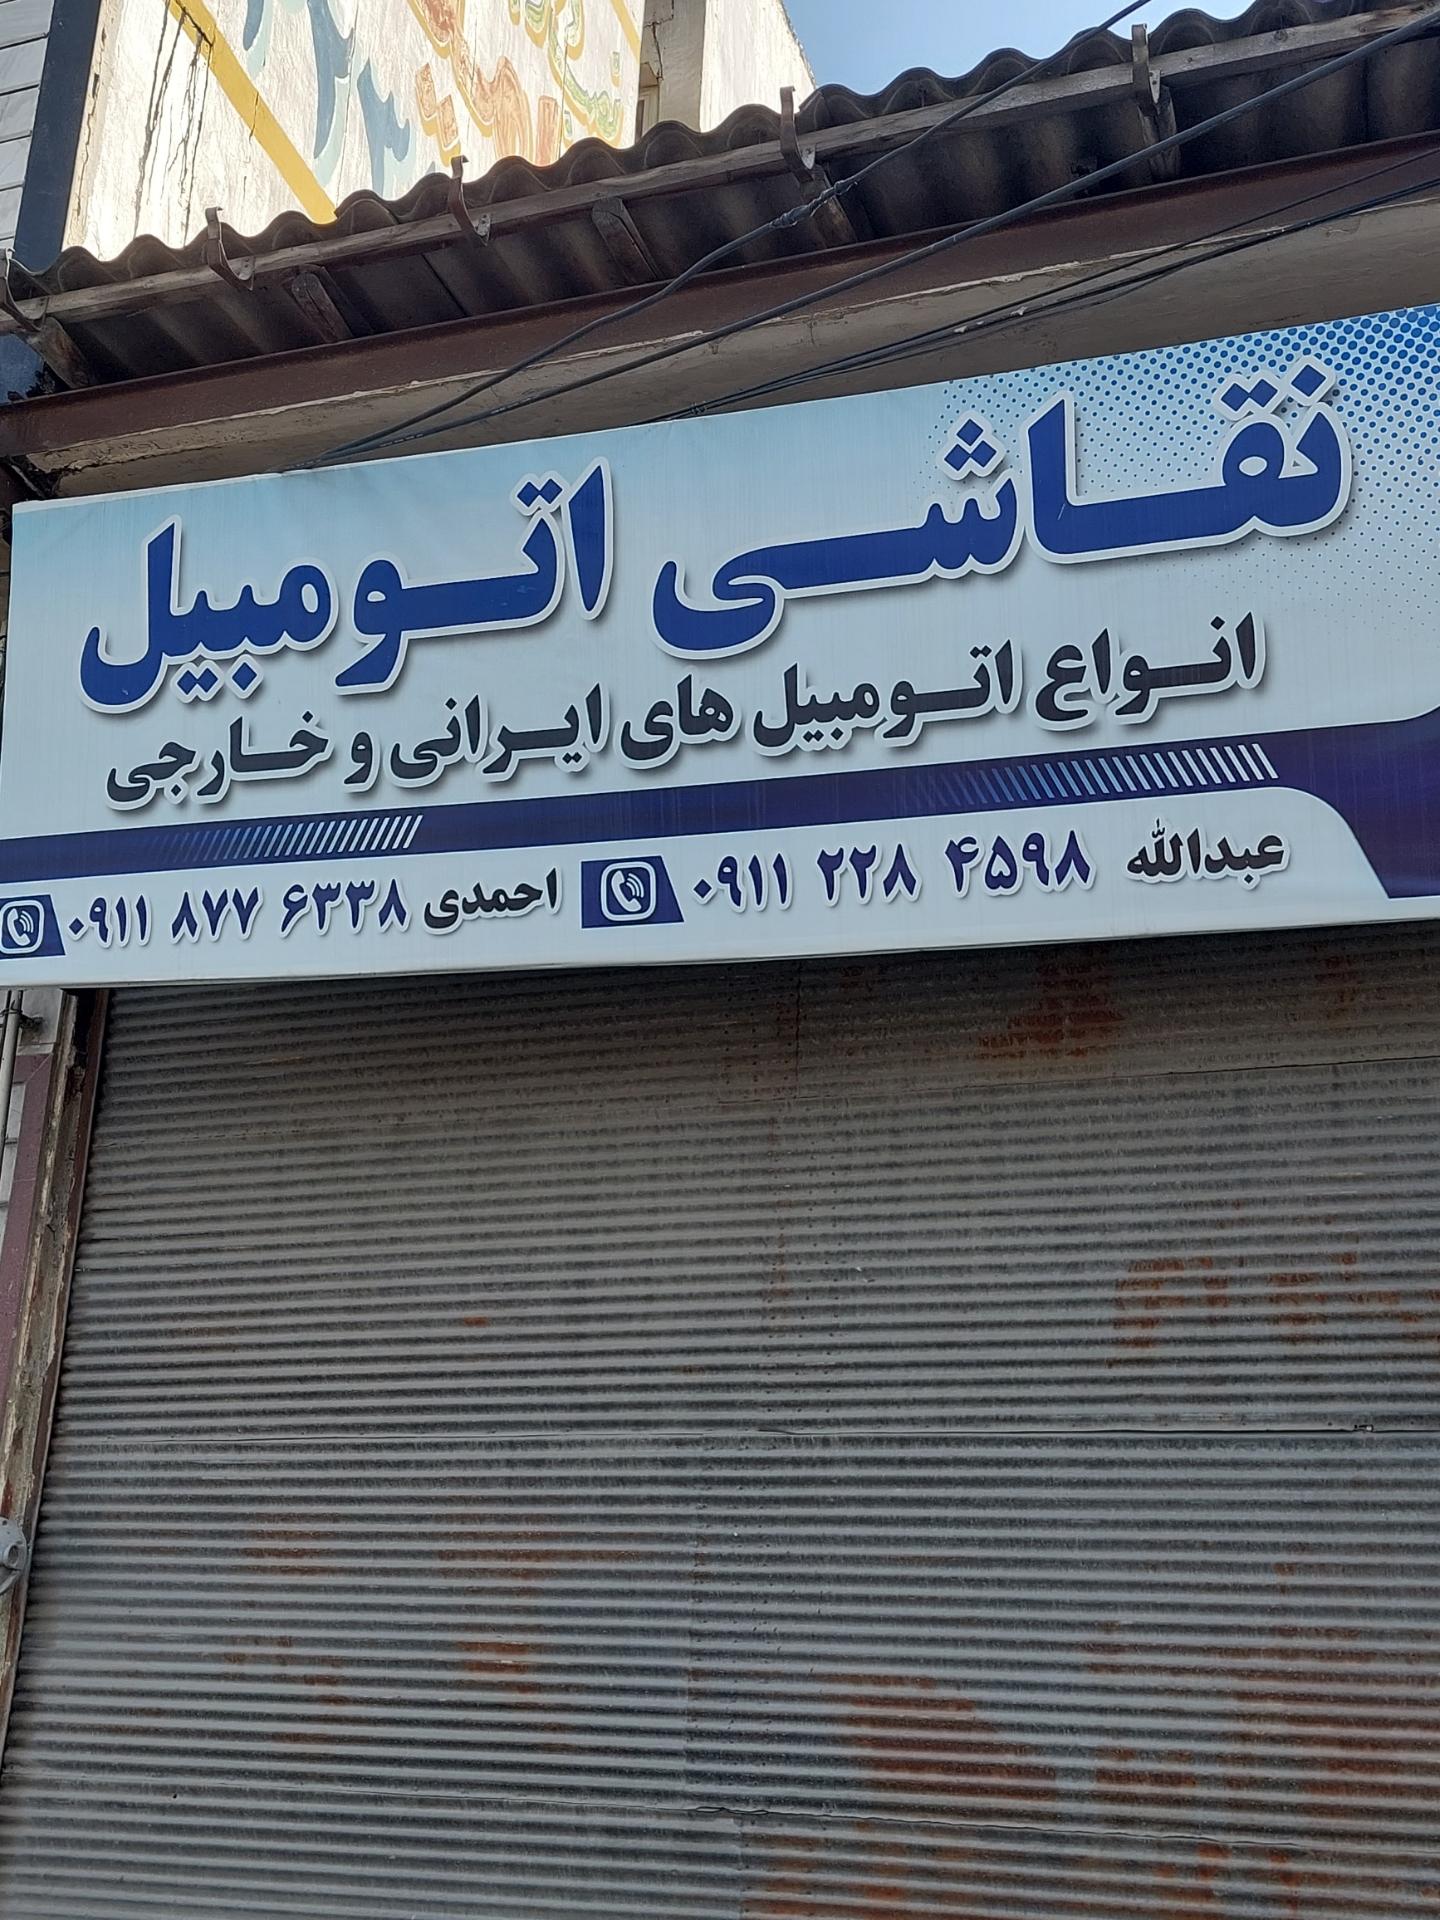 نقاشی اتومبیل
انواع اتومبیل های ایرانی و خارجی
عبدالله ۰۹۱۱ ۲۲۸ ۴۵۹۸
احمدی ۰۹۱۱ ۸۷۷ ۶۳۳۸